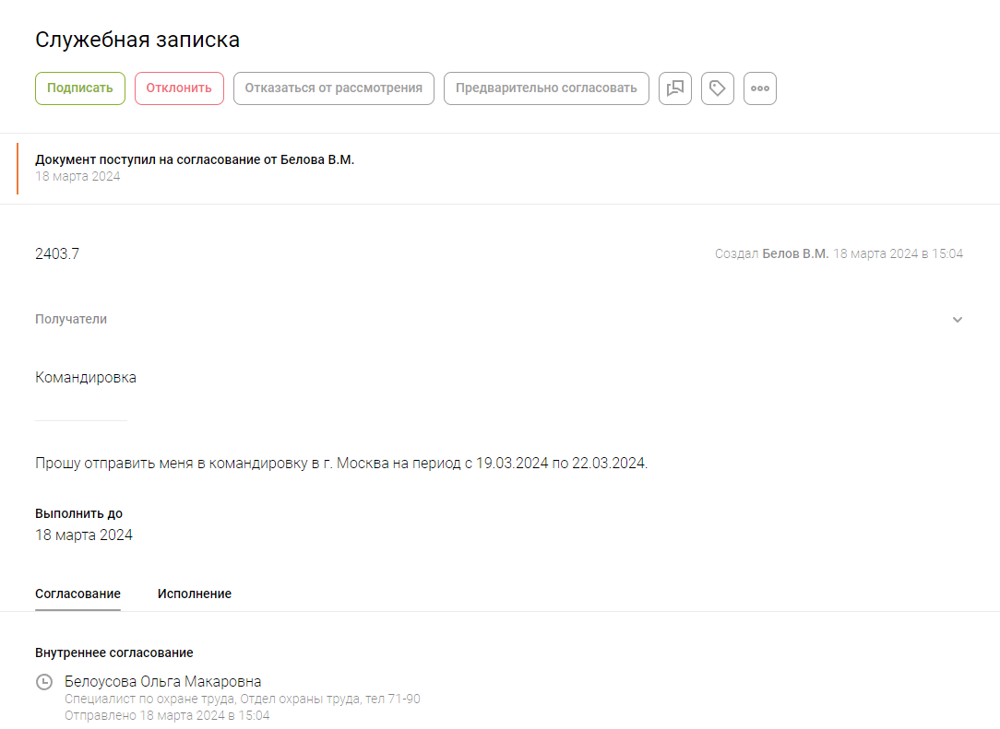 Служебная записка
Подписать Отклонить Отказаться от рассмотрения Предварительно согласовать
Документ поступил на согласование от Белова В.М.
18 марта 2024
2403.7 Создал Белов В.М. 18 марта 2024 в 15:04
Получатели
Командировка
Прошу отправить меня в командировку в г. Москва на период с 19.03.2024 по 22.03.2024.
Выполнить до
18 марта 2024
Согласование Исполнение
Внутреннее согласование
Белоусова Ольга Макаровна
Специалист по охране труда, Отдел охраны труда, тел 71-90
Отправлено 18 марта 2024 в 15:04